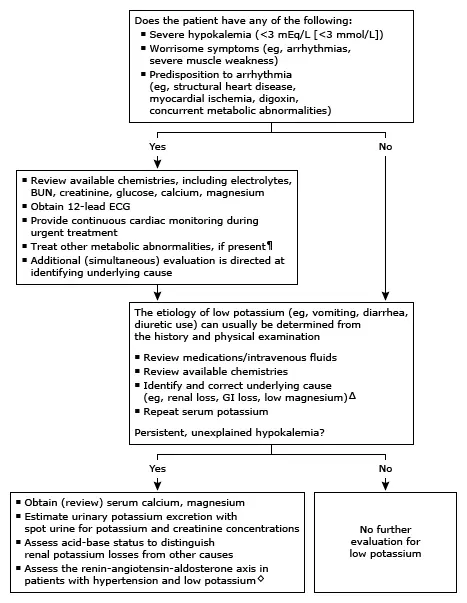 Does the patient have any of the following:
▪ Severe hypokalemia (<3 mEq/L [<3 mmol/L])
▪ Worrisome symptoms (eg, arrhythmias,
severe muscle weakness)
▪ Predisposition to arrhythmia
(eg, structural heart disease,
myocardial ischemia, digoxin,
concurrent metabolic abnormalities)
Yes
No
▪ Review available chemistries, including electrolytes,
BUN, creatinine, glucose, calcium, magnesium
▪ Obtain 12-lead ECG
▪ Provide continuous cardiac monitoring during
urgent treatment
▪ Treat other metabolic abnormalities, if present¶
▪ Additional (simultaneous) evaluation is directed at
identifying underlying cause
The etiology of low potassium (eg, vomiting, diarrhea,
diuretic use) can usually be determined from
the history and physical examination
▪ Review medications/intravenous fluids
▪ Review available chemistries
▪ Identify and correct underlying cause
(eg, renal loss, GI loss, low magnesium)Δ
▪ Repeat serum potassium
Persistent, unexplained hypokalemia?
Yes
No
▪ Obtain (review) serum calcium, magnesium
▪ Estimate urinary potassium excretion with
spot urine for potassium and creatinine concentrations
▪ Assess acid-base status to distinguish
renal potassium losses from other causes
▪ Assess the renin-angiotensin-aldosterone axis in
patients with hypertension and low potassium◇
No further
evaluation for
low potassium